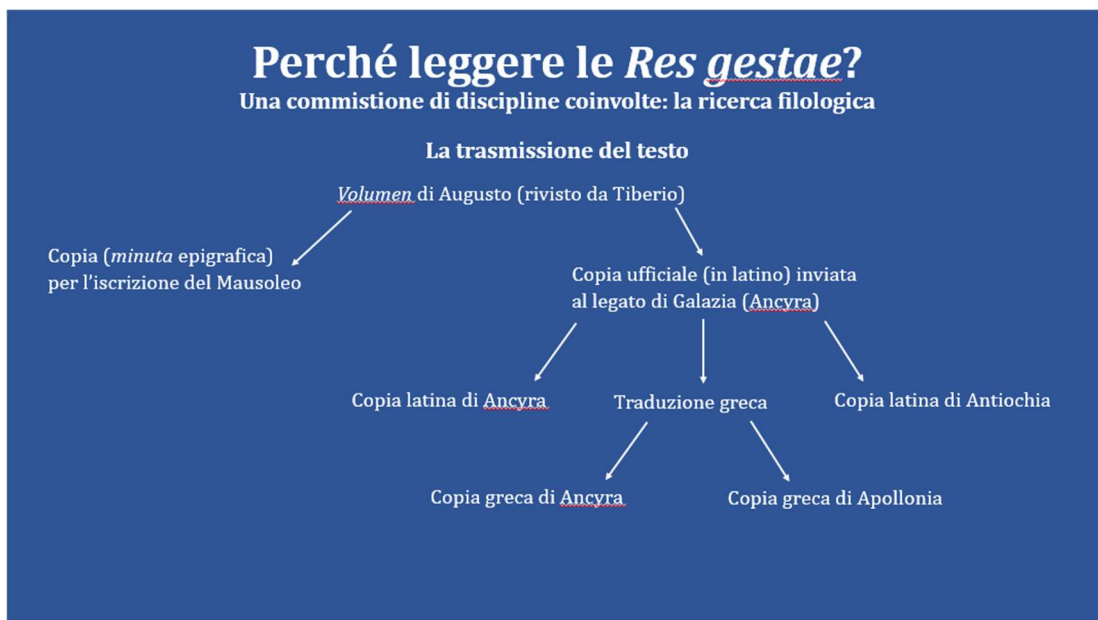 Perché leggere le Res gestae?
Una commistione di discipline coinvolte: la ricerca filologica
La trasmissione del testo
Volumen di Augusto (rivisto da Tiberio)
Copia (minuta epigrafica)
per l'iscrizione del Mausoleo
Copia ufficiale (in latino) inviata
al legato di Galazia (Ancyra)
Copia latina di Ancyra
Traduzione greca
Copia latina di Antiochia
Copia greca di Ancyra
Copia greca di Apollonia